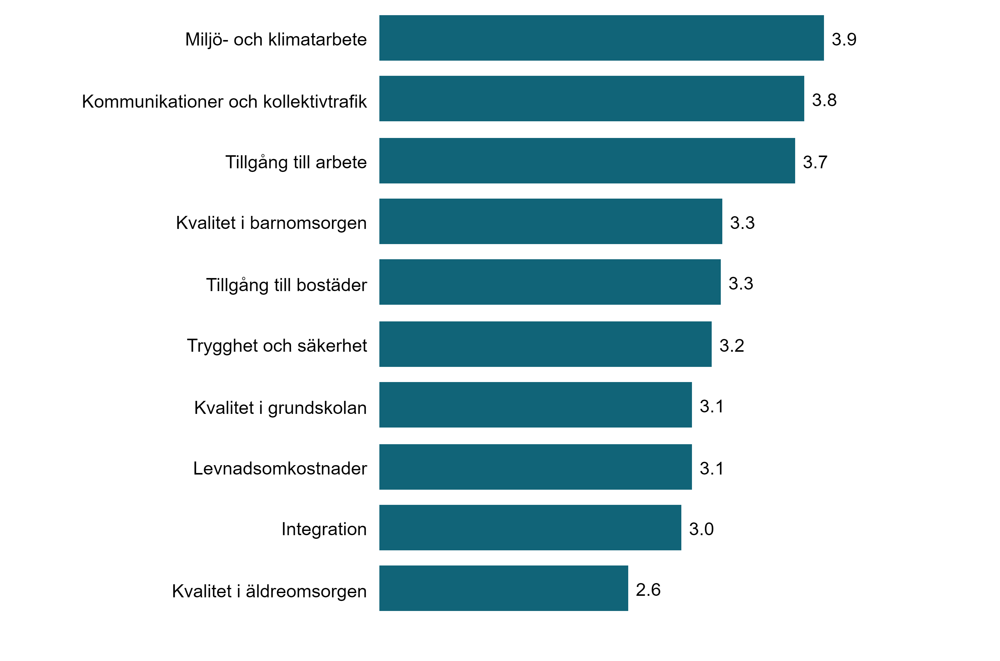 Miljö- och klimatarbete 3.9
Kommunikationer och kollektivtrafik 3.8
Tillgång till arbete 3.7
Kvalitet i barnomsorgen 3.3
Tillgång till bostäder 3.3
Trygghet och säkerhet 3.2
Kvalitet i grundskolan 3.1
Levnadsomkostnader 3.1
Integration 3.0
Kvalitet i äldreomsorgen 2.6